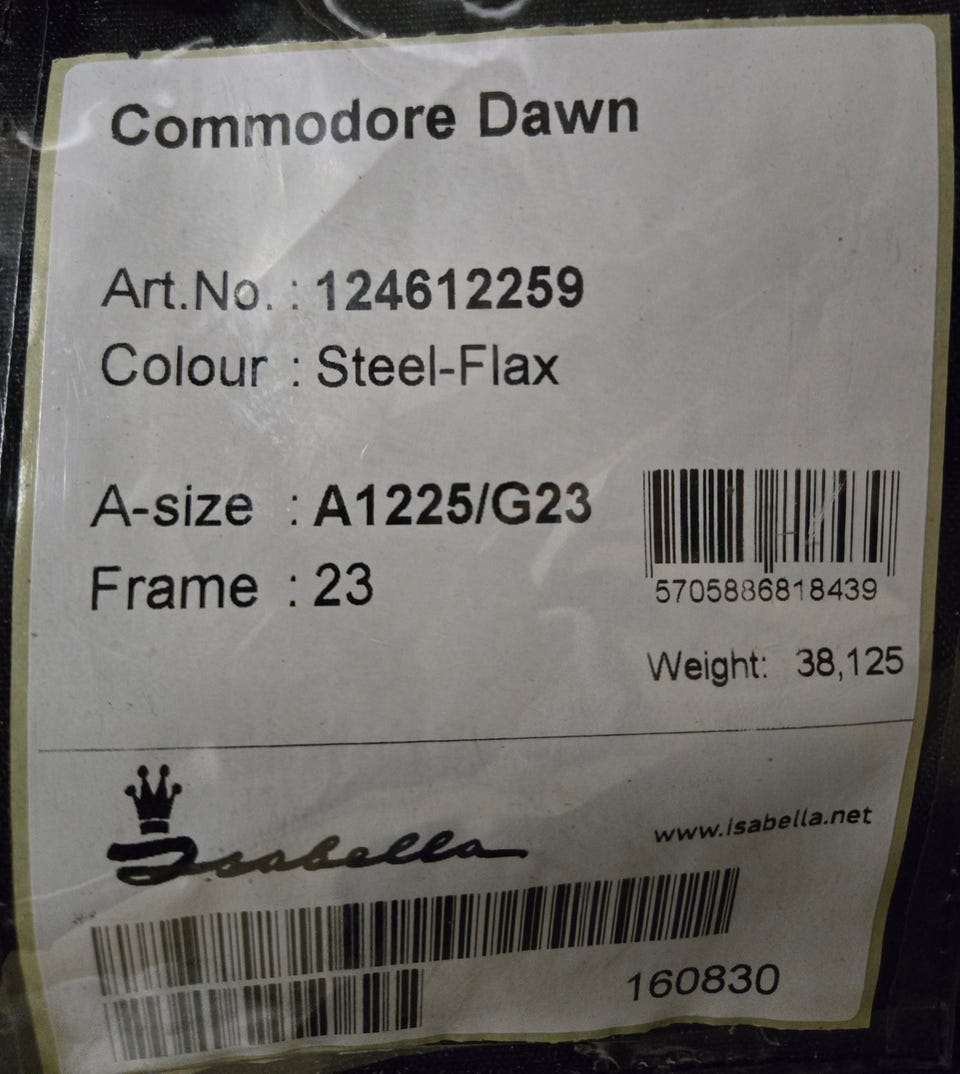 Commodore Dawn
Art.No. : 124612259
Colour : Steel-Flax
A-size : A1225/G23
Frame : 23
5705886818439
Weight: 38,125
Isabella
www.isabella.net
160830